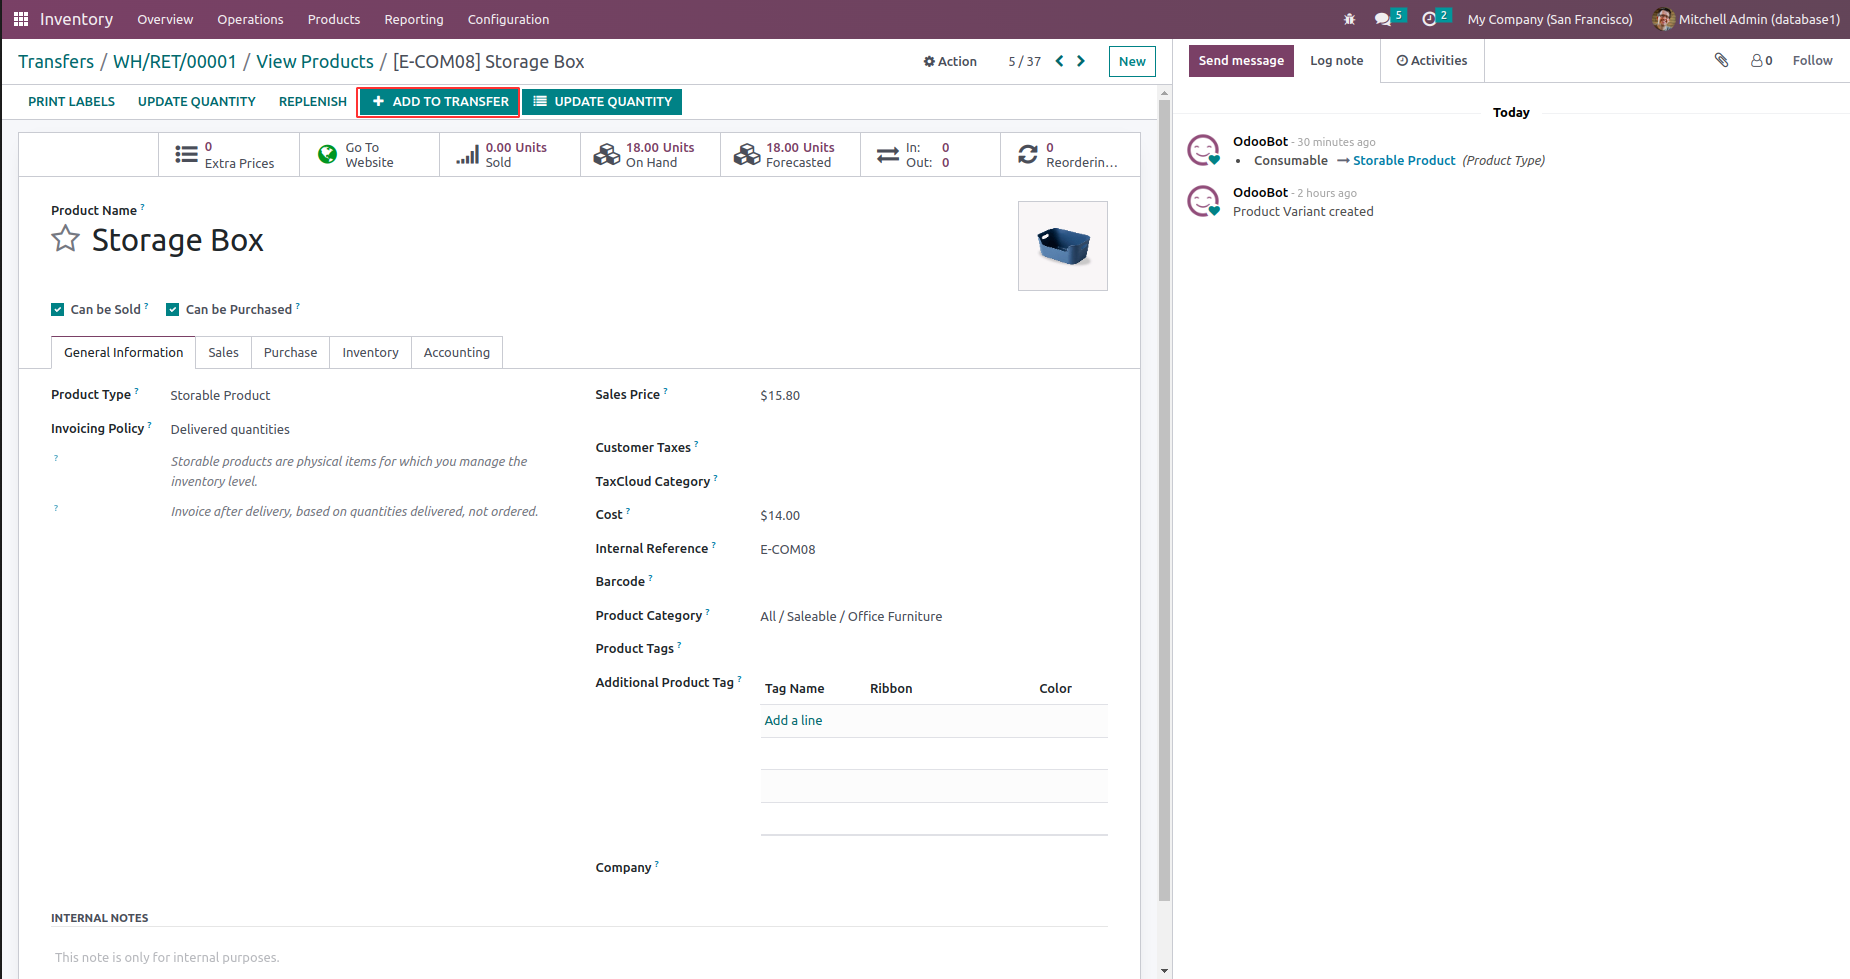 Inventory Overview Operations Products Reporting Configuration 5 2 My Company (San Francisco) Mitchell Admin (database1)
Transfers / WH/RET/00001 / View Products / [E-COM08] Storage Box Action 5 / 37 New
Send message Log note Activities 0 Follow
PRINT LABELS UPDATE QUANTITY REPLENISH + ADD TO TRANSFER UPDATE QUANTITY
0
Extra Prices
Go To
Website
0.00 Units
Sold
18.00 Units
On Hand
18.00 Units
Forecasted
In: 0
Out: 0
0
Reorderin...
Product Name ?
Storage Box
Can be Sold ? Can be Purchased ?
General Information Sales Purchase Inventory Accounting
Product Type ? Storable Product
Invoicing Policy ? Delivered quantities
? Storable products are physical items for which you manage the
inventory level.
? Invoice after delivery, based on quantities delivered, not ordered.
Sales Price ? $15.80
Customer Taxes ?
TaxCloud Category ?
Cost ? $14.00
Internal Reference ? E-COM08
Barcode ?
Product Category ? All / Saleable / Office Furniture
Product Tags ?
Additional Product Tag ? Tag Name Ribbon Color
Add a line
Company ?
INTERNAL NOTES
This note is only for internal purposes.
Today
OdooBot - 30 minutes ago
• Consumable → Storable Product (Product Type)
OdooBot - 2 hours ago
Product Variant created